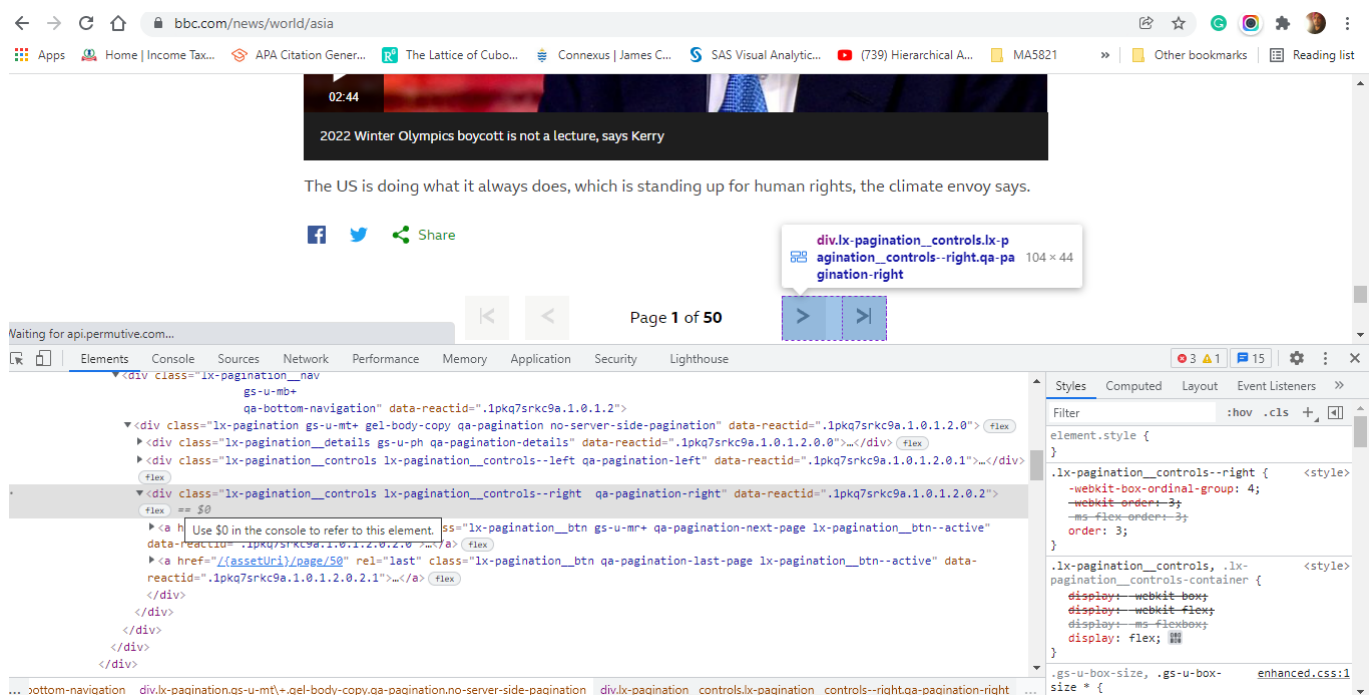 bbc.com/news/world/asia
Apps Home | Income Tax... APA Citation Gener... The Lattice of Cubo... Connexus | James C... SAS Visual Analytic... (739) Hierarchical A... MA5821 » Other bookmarks Reading list
02:44
2022 Winter Olympics boycott is not a lecture, says Kerry
The US is doing what it always does, which is standing up for human rights, the climate envoy says.
Share
div.lx-pagination__controls.lx-p
agination__controls--right.qa-pa 104 × 44
gination-right
Page 1 of 50
Waiting for api.permutive.com...
Elements Console Sources Network Performance Memory Application Security Lighthouse 3 1 15
▼<div class="lx-pagination__nav
gs-u-mb+
qa-bottom-navigation" data-reactid=".1pkq7srkc9a.1.0.1.2">
▼<div class="lx-pagination gs-u-mt+ gel-body-copy qa-pagination no-server-side-pagination" data-reactid=".1pkq7srkc9a.1.0.1.2.0"> flex
▶<div class="lx-pagination__details gs-u-ph qa-pagination-details" data-reactid=".1pkq7srkc9a.1.0.1.2.0.0">…</div> flex
▶<div class="lx-pagination__controls lx-pagination__controls--left qa-pagination-left" data-reactid=".1pkq7srkc9a.1.0.1.2.0.1">…</div>
flex
▼<div class="lx-pagination__controls lx-pagination__controls--right  qa-pagination-right" data-reactid=".1pkq7srkc9a.1.0.1.2.0.2">
flex == $0
▶<a h ss="lx-pagination__btn gs-u-mr+ qa-pagination-next-page lx-pagination__btn--active"
Use $0 in the console to refer to this element.
data-reactid=".1pkq7srkc9a.1.0.1.2.0.2.0">…</a> flex
▶<a href="/{assetUri}/page/50" rel="last" class="lx-pagination__btn qa-pagination-last-page lx-pagination__btn--active" data-
reactid=".1pkq7srkc9a.1.0.1.2.0.2.1">…</a> flex
</div>
</div>
</div>
</div>
</div>
... bottom-navigation div.lx-pagination.gs-u-mt\+.gel-body-copy.qa-pagination.no-server-side-pagination div.lx-pagination__controls.lx-pagination__controls--right.qa-pagination-right ...
Styles Computed Layout Event Listeners »
Filter :hov .cls +
element.style {
}
.lx-pagination__controls--right { <style>
-webkit-box-ordinal-group: 4;
-webkit-order: 3;
-ms-flex-order: 3;
order: 3;
}
.lx-pagination__controls, .lx- <style>
pagination__controls-container {
display: -webkit-box;
display: -webkit-flex;
display: -ms-flexbox;
display: flex;
}
.gs-u-box-size, .gs-u-box- enhanced.css:1
size * {